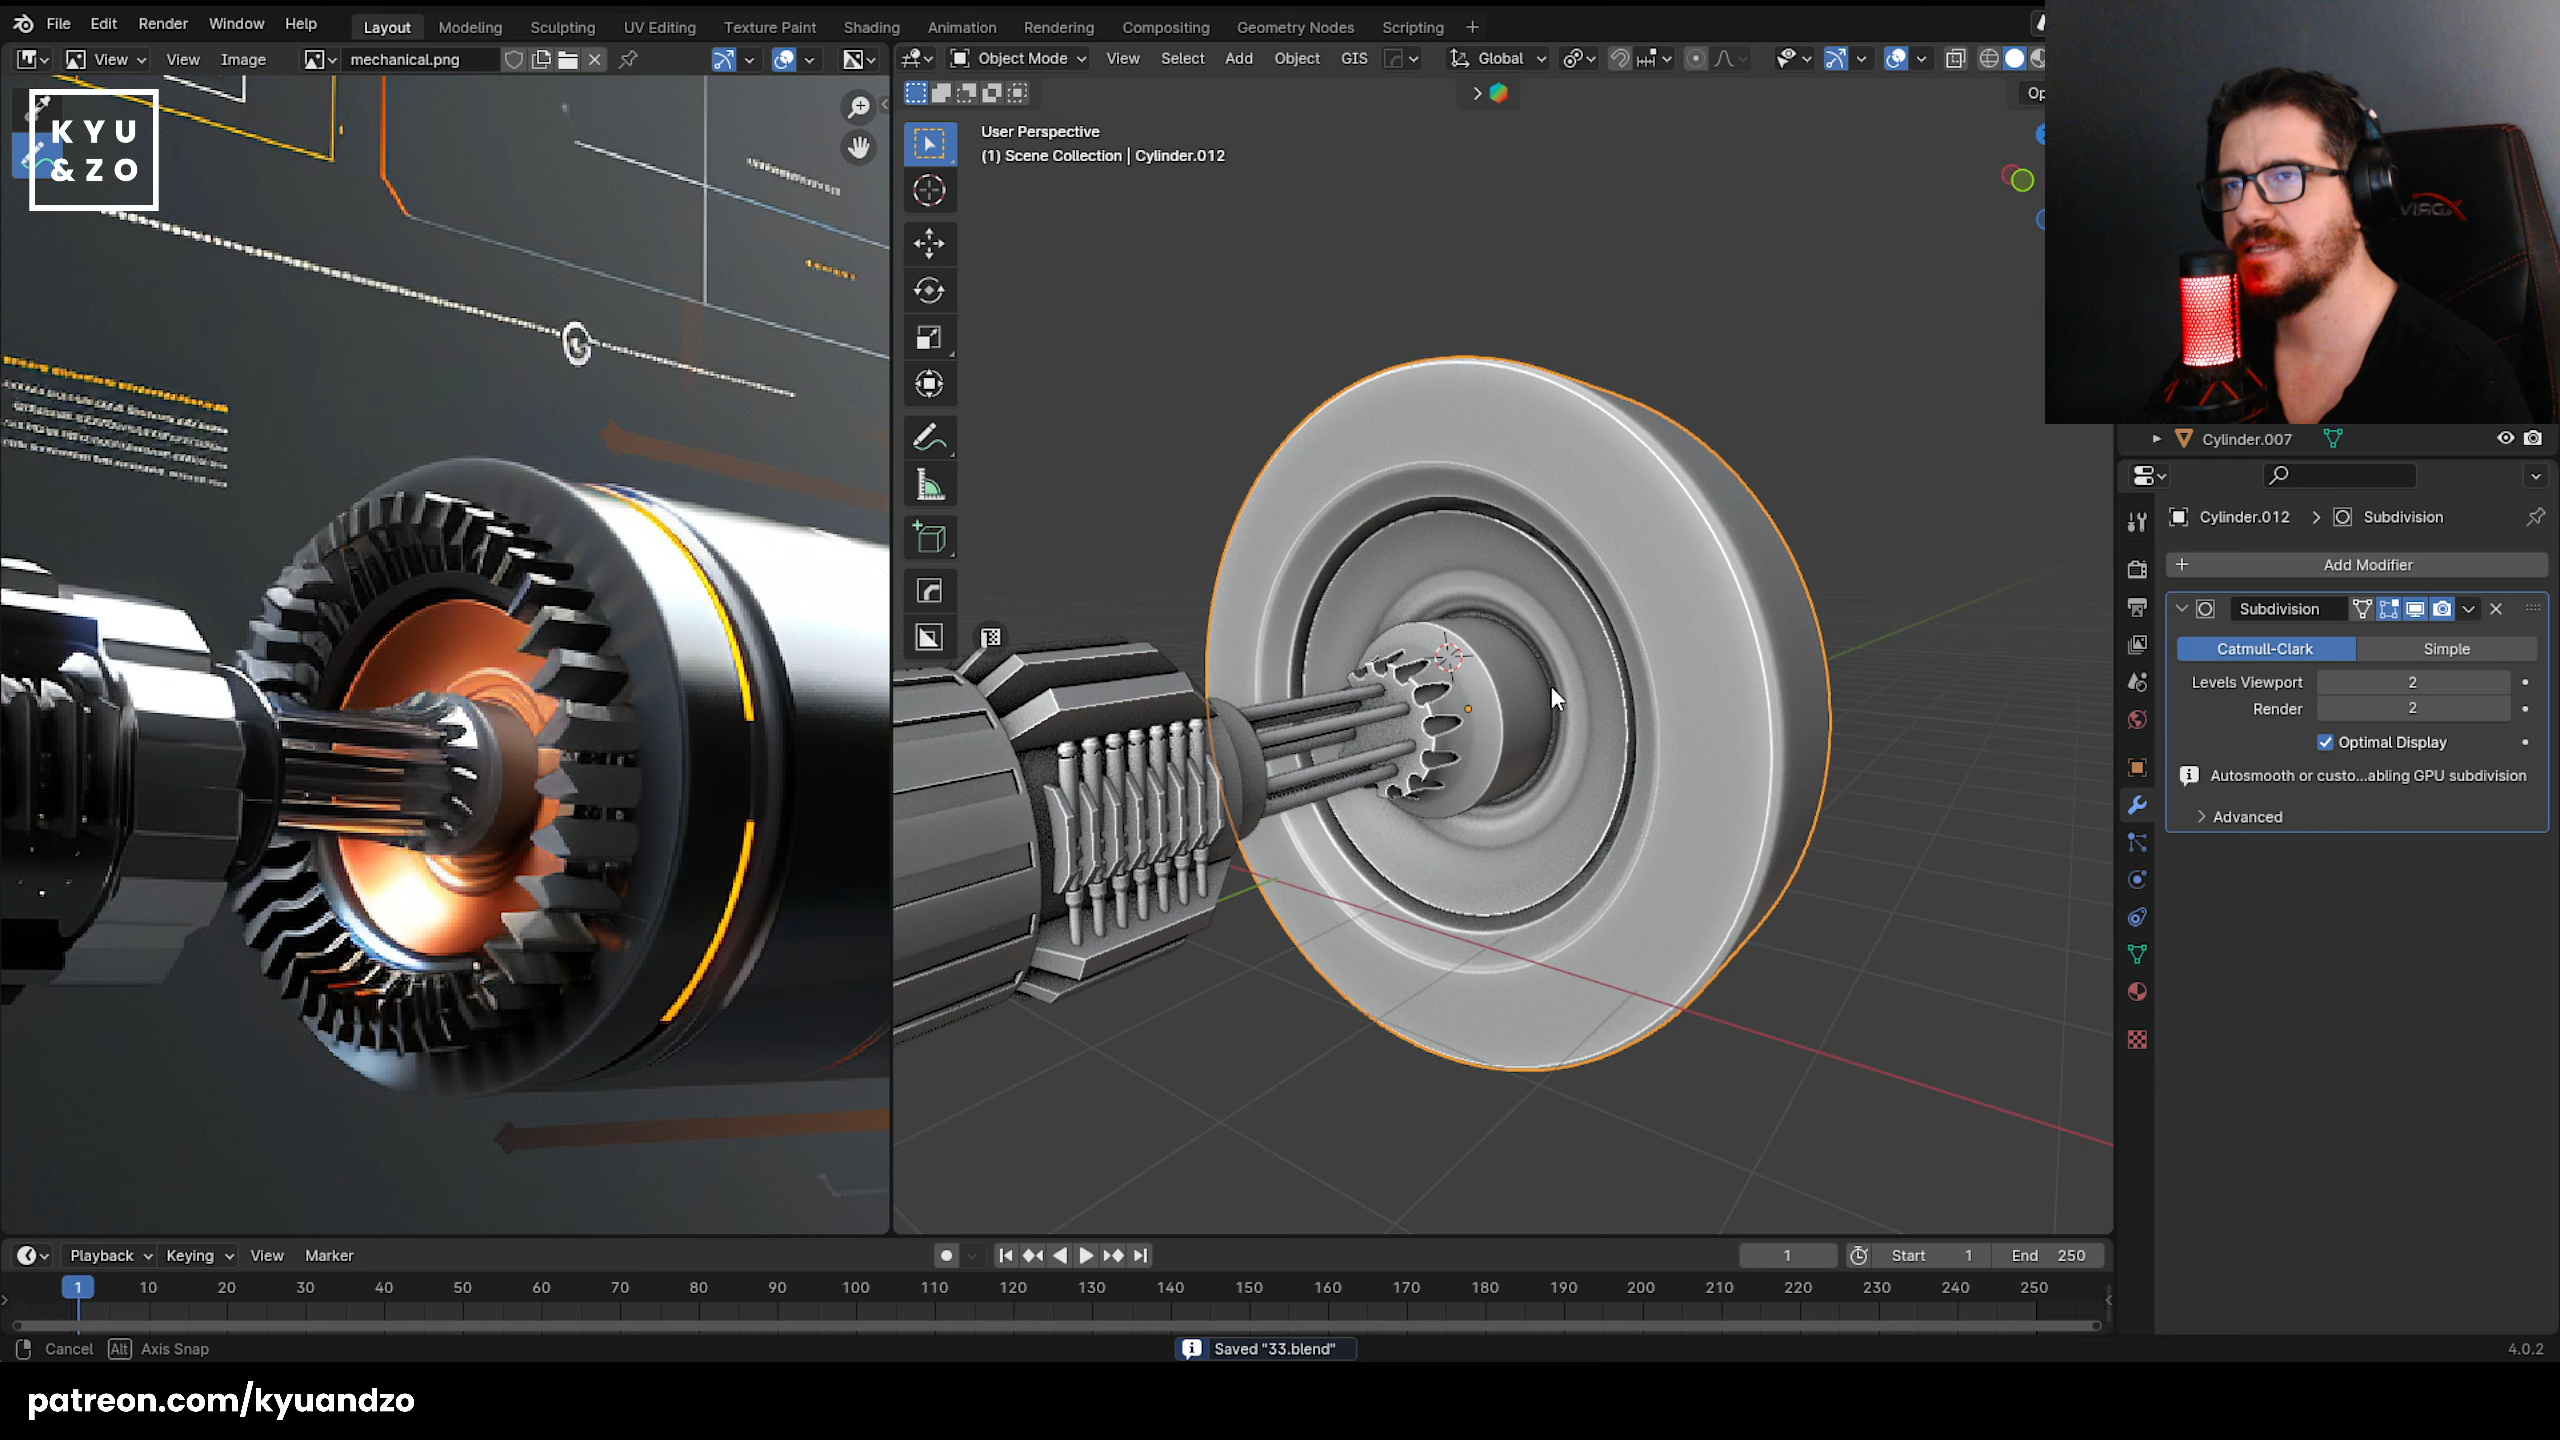 File Edit Render Window Help
Layout Modeling Sculpting UV Editing Texture Paint Shading Animation Rendering Compositing Geometry Nodes Scripting
View View Image mechanical.png
Object Mode View Select Add Object GIS Global
KYU
&ZO
Op
User Perspective
(1) Scene Collection | Cylinder.012
Cylinder.007
Cylinder.012 > Subdivision
+ Add Modifier
Subdivision
Catmull-Clark Simple
Levels Viewport 2
Render 2
Optimal Display
Autosmooth or custo...abling GPU subdivision
Advanced
Playback Keying View Marker
1 Start 1 End 250
1 10 20 30 40 50 60 70 80 90 100 110 120 130 140 150 160 170 180 190 200 210 220 230 240 250
Cancel Alt Axis Snap
Saved "33.blend"
4.0.2
patreon.com/kyuandzo